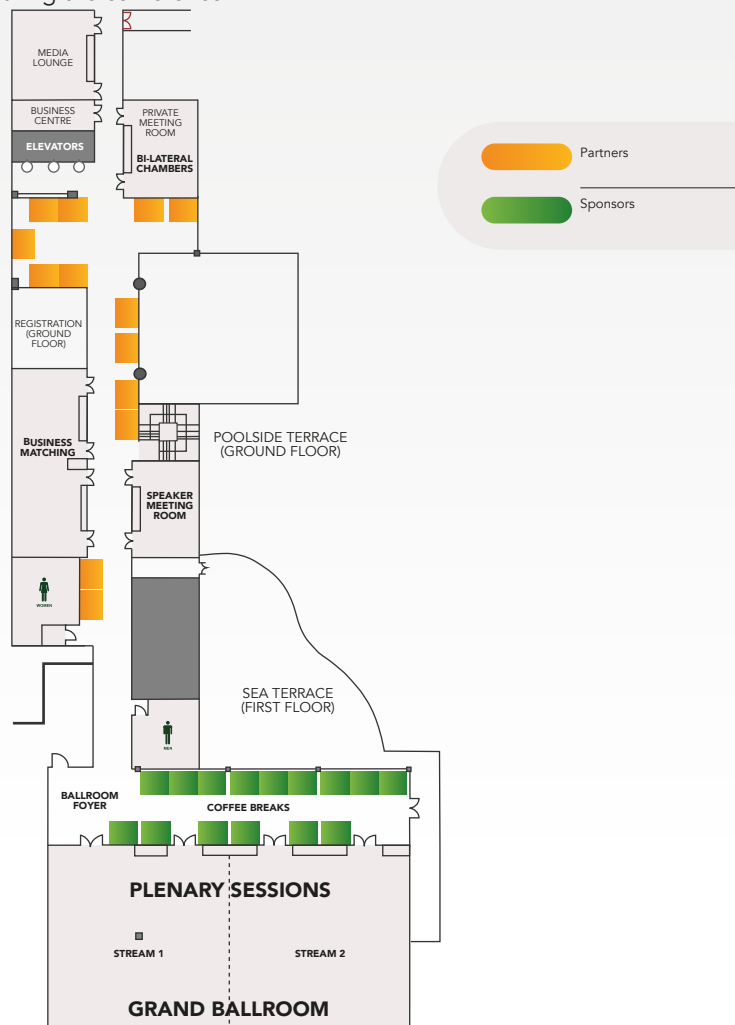 MEDIA
LOUNGE
BUSINESS
CENTRE
ELEVATORS
PRIVATE
MEETING
ROOM
BI-LATERAL
CHAMBERS
Partners
Sponsors
REGISTRATION
(GROUND
FLOOR)
BUSINESS
MATCHING
POOLSIDE TERRACE
(GROUND FLOOR)
SPEAKER
MEETING
ROOM
WOMEN
SEA TERRACE
(FIRST FLOOR)
MEN
BALLROOM
FOYER
COFFEE BREAKS
PLENARY SESSIONS
STREAM 1
STREAM 2
GRAND BALLROOM